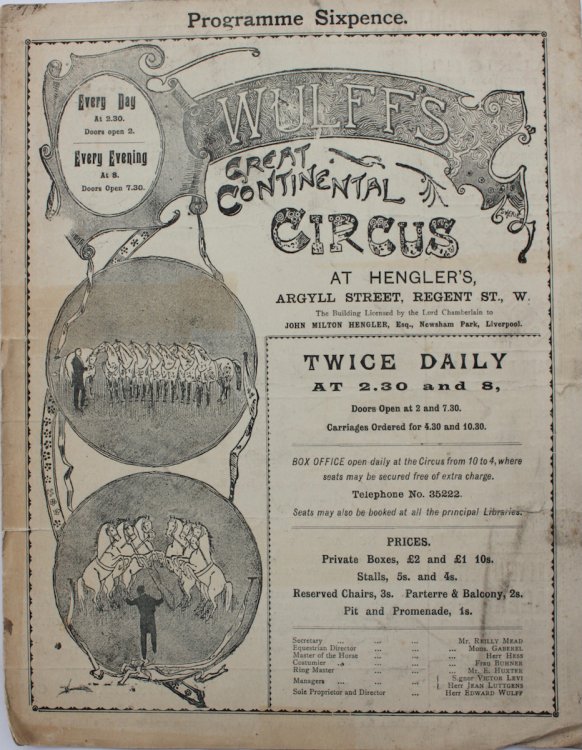 Programme Sixpence.
Every Day
At 2.30.
Doors open 2.
Every Evening
At 8.
Doors Open 7.30.
WULFF'S
GREAT
CONTINENTAL
CIRCUS
AT HENGLER'S,
ARGYLL STREET, REGENT ST., W.
The Building Licensed by the Lord Chamberlain to
JOHN MILTON HENGLER, Esq., Newsham Park, Liverpool.
TWICE DAILY
AT 2.30 and 8,
Doors Open at 2 and 7.30.
Carriages Ordered for 4.30 and 10.30.
BOX OFFICE open daily at the Circus from 10 to 4, where
seats may be secured free of extra charge.
Telephone No. 35222.
Seats may also be booked at all the principal Libraries.
PRICES.
Private Boxes, £2 and £1 10s.
Stalls, 5s. and 4s.
Reserved Chairs, 3s. Parterre & Balcony, 2s.
Pit and Promenade, 1s.
Secretary ... ... ... Mr. REILLY MEAD
Equestrian Director ... ... Mons. GABEREL
Master of the Horse ... ... Herr HESS
Costumier ... ... ... Frau BUHNER
Ring Master ... ... ... Mr. E. HUXTER
Managers ... ... ... Signor VICTOR LEVI
Herr JEAN LUTTGENS
Sole Proprietor and Director ... Herr EDWARD WULFF